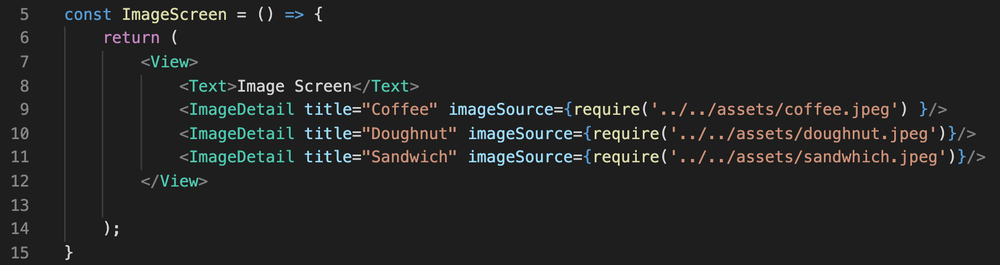 5 const ImageScreen = () => {
6 return (
7 <View>
8 <Text>Image Screen</Text>
9 <ImageDetail title="Coffee" imageSource={require('../../assets/coffee.jpeg') }/>
10 <ImageDetail title="Doughnut" imageSource={require('../../assets/doughnut.jpeg')}/>
11 <ImageDetail title="Sandwich" imageSource={require('../../assets/sandwhich.jpeg')}/>
12 </View>
13
14 );
15 }